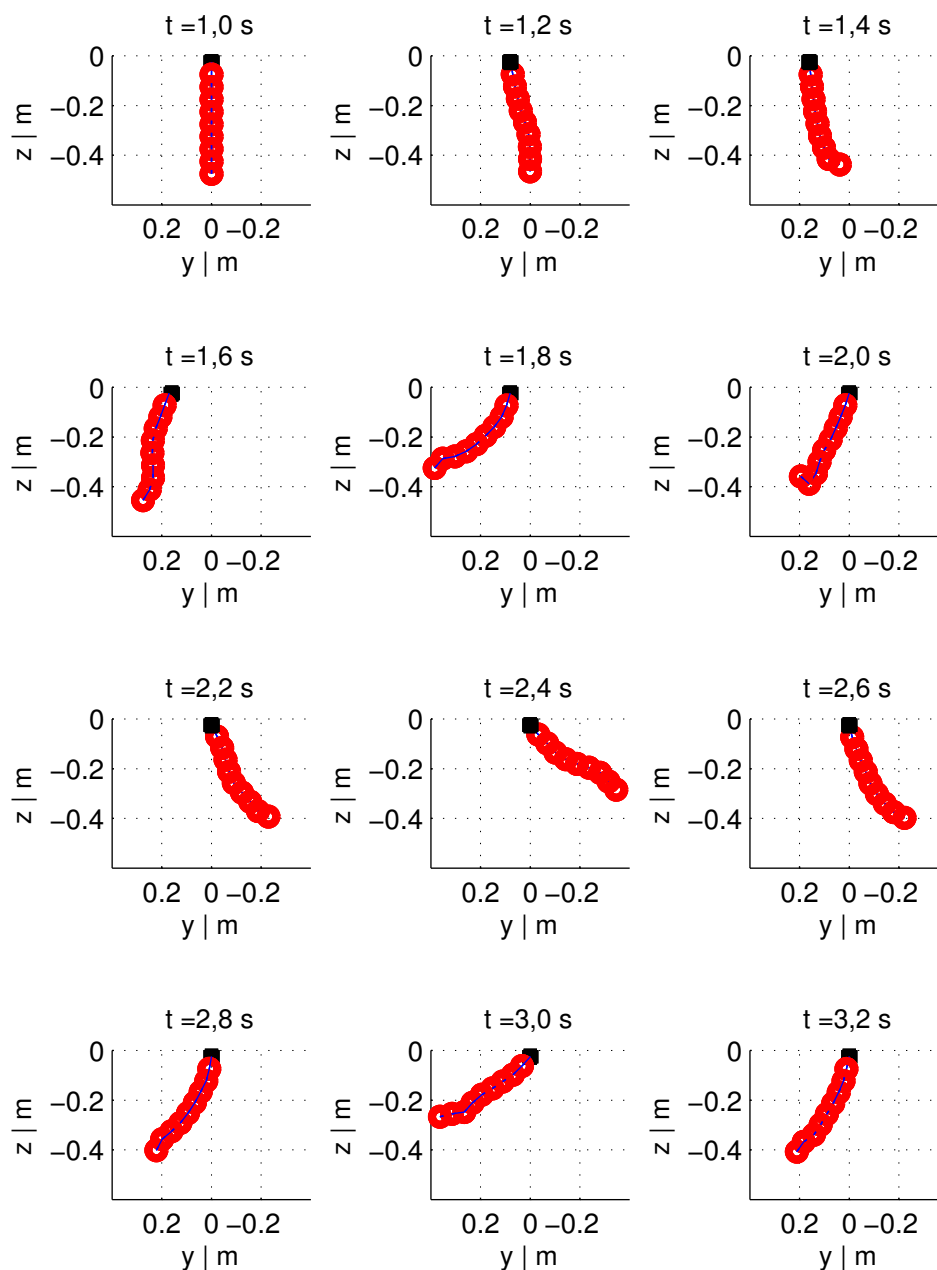 t =1,0 s
0
−0.2
−0.4
z | m
0.2 0 −0.2
y | m
t =1,2 s
0
−0.2
−0.4
z | m
0.2 0 −0.2
y | m
t =1,4 s
0
−0.2
−0.4
z | m
0.2 0 −0.2
y | m
t =1,6 s
0
−0.2
−0.4
z | m
0.2 0 −0.2
y | m
t =1,8 s
0
−0.2
−0.4
z | m
0.2 0 −0.2
y | m
t =2,0 s
0
−0.2
−0.4
z | m
0.2 0 −0.2
y | m
t =2,2 s
0
−0.2
−0.4
z | m
0.2 0 −0.2
y | m
t =2,4 s
0
−0.2
−0.4
z | m
0.2 0 −0.2
y | m
t =2,6 s
0
−0.2
−0.4
z | m
0.2 0 −0.2
y | m
t =2,8 s
0
−0.2
−0.4
z | m
0.2 0 −0.2
y | m
t =3,0 s
0
−0.2
−0.4
z | m
0.2 0 −0.2
y | m
t =3,2 s
0
−0.2
−0.4
z | m
0.2 0 −0.2
y | m